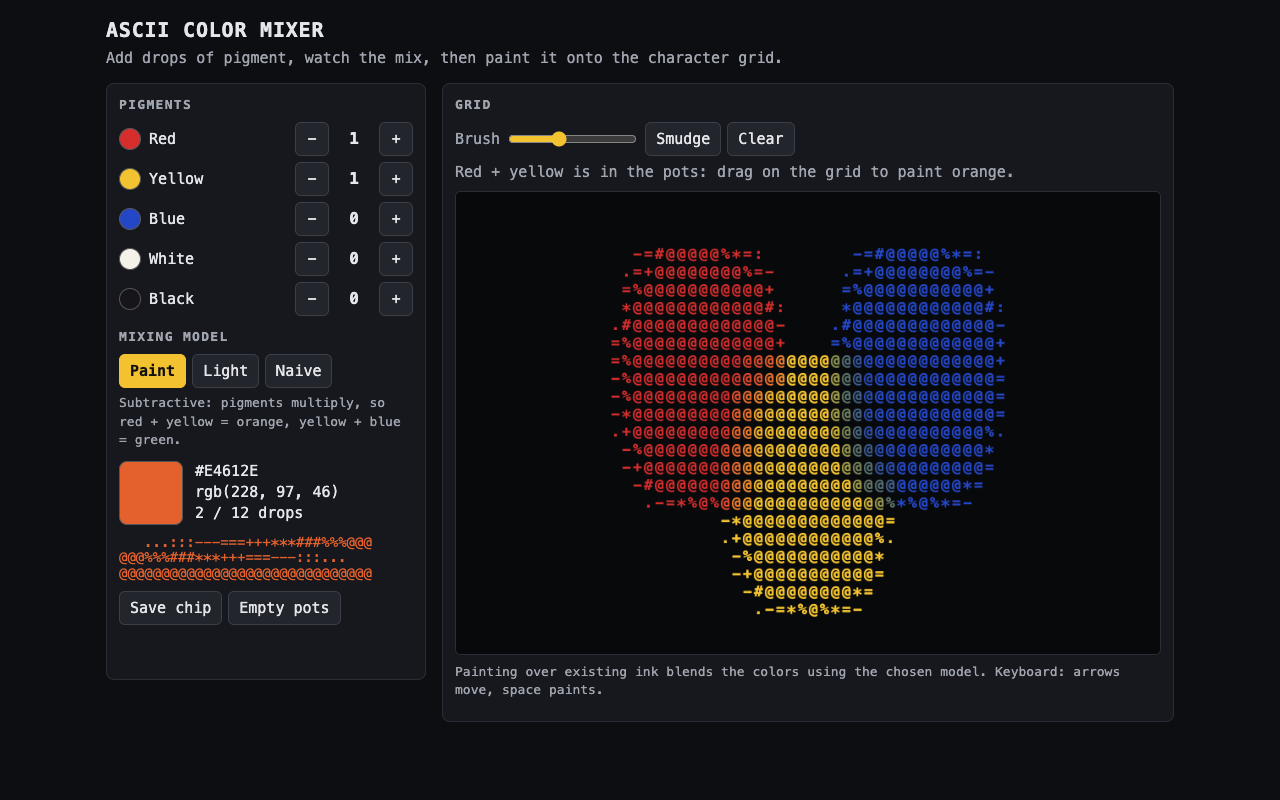 ASCII COLOR MIXER
Add drops of pigment, watch the mix, then paint it onto the character grid.
PIGMENTS
Red − 1 +
Yellow − 1 +
Blue − 0 +
White − 0 +
Black − 0 +
MIXING MODEL
Paint Light Naive
Subtractive: pigments multiply, so
red + yellow = orange, yellow + blue
= green.
#E4612E
rgb(228, 97, 46)
2 / 12 drops
...:::---===+++***###%%%@@@
@@@%%%###***+++===---:::...
@@@@@@@@@@@@@@@@@@@@@@@@@@@@@@
Save chip Empty pots
GRID
Brush Smudge Clear
Red + yellow is in the pots: drag on the grid to paint orange.
-=#@@@@@%*=: -=#@@@@@%*=:
.=+@@@@@@@@%=- .=+@@@@@@@@%=-
=%@@@@@@@@@@@+ =%@@@@@@@@@@@+
*@@@@@@@@@@@@#: *@@@@@@@@@@@@#:
.#@@@@@@@@@@@@@- .#@@@@@@@@@@@@@-
=%@@@@@@@@@@@@@+ =%@@@@@@@@@@@@@+
=%@@@@@@@@@@@@@@@@@@@@@@@@@@@@@@@@@@+
-%@@@@@@@@@@@@@@@@@@@@@@@@@@@@@@@@@@=
-%@@@@@@@@@@@@@@@@@@@@@@@@@@@@@@@@@@=
-*@@@@@@@@@@@@@@@@@@@@@@@@@@@@@@@@@@=
.+@@@@@@@@@@@@@@@@@@@@@@@@@@@@@@@@%.
-%@@@@@@@@@@@@@@@@@@@@@@@@@@@@@@@*
-+@@@@@@@@@@@@@@@@@@@@@@@@@@@@@@@=
-#@@@@@@@@@@@@@@@@@@@@@@@@@@@@*=
.-=*%@%@@@@@@@@@@@@@@@%*%@%*=-
-*@@@@@@@@@@@@@=
.+@@@@@@@@@@@@%.
-%@@@@@@@@@@@*
-+@@@@@@@@@@@=
-#@@@@@@@@*=
.-=*%@%*=-
Painting over existing ink blends the colors using the chosen model. Keyboard: arrows
move, space paints.